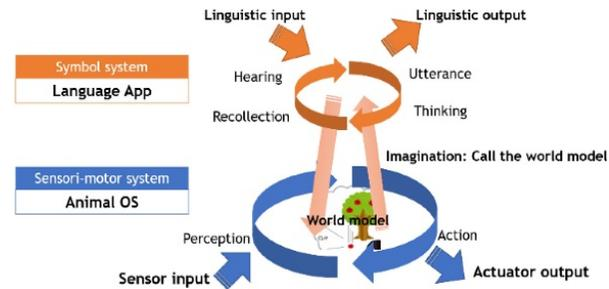 Linguistic input
Linguistic output
Symbol system
Language App
Hearing
Utterance
Recollection
Thinking
Imagination: Call the world model
Sensori-motor system
Animal OS
World model
Perception
Action
Sensor input
Actuator output